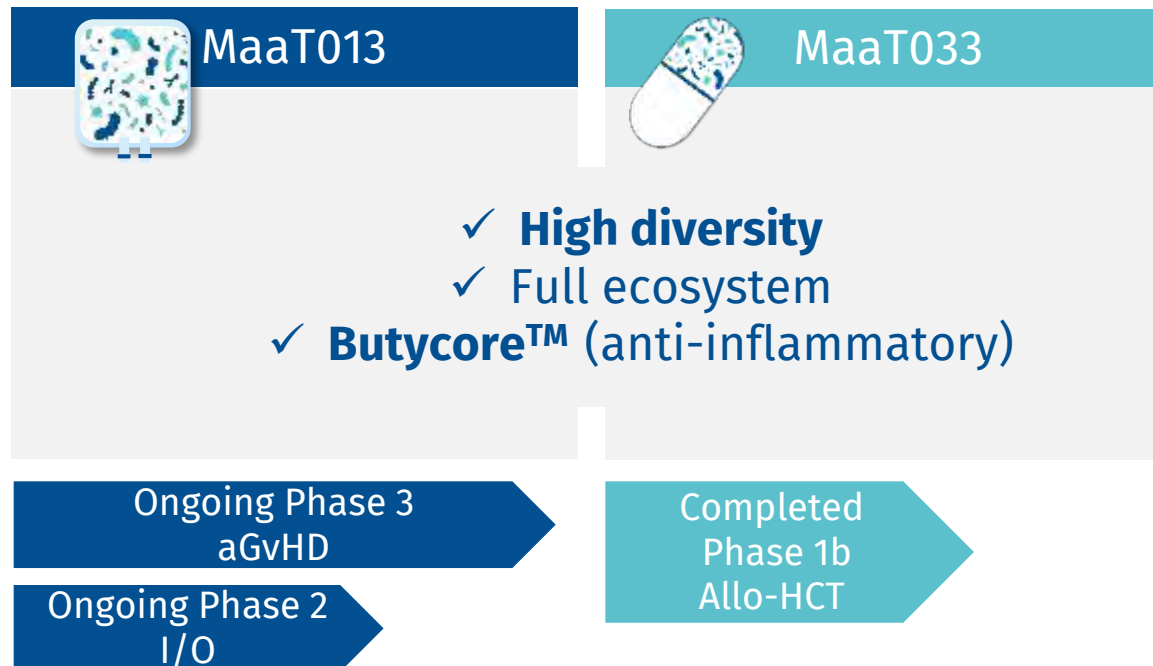 MaaT013
MaaT033
✓ High diversity
✓ Full ecosystem
✓ Butycore™ (anti-inflammatory)
Ongoing Phase 3
aGvHD
Ongoing Phase 2
I/O
Completed
Phase 1b
Allo-HCT